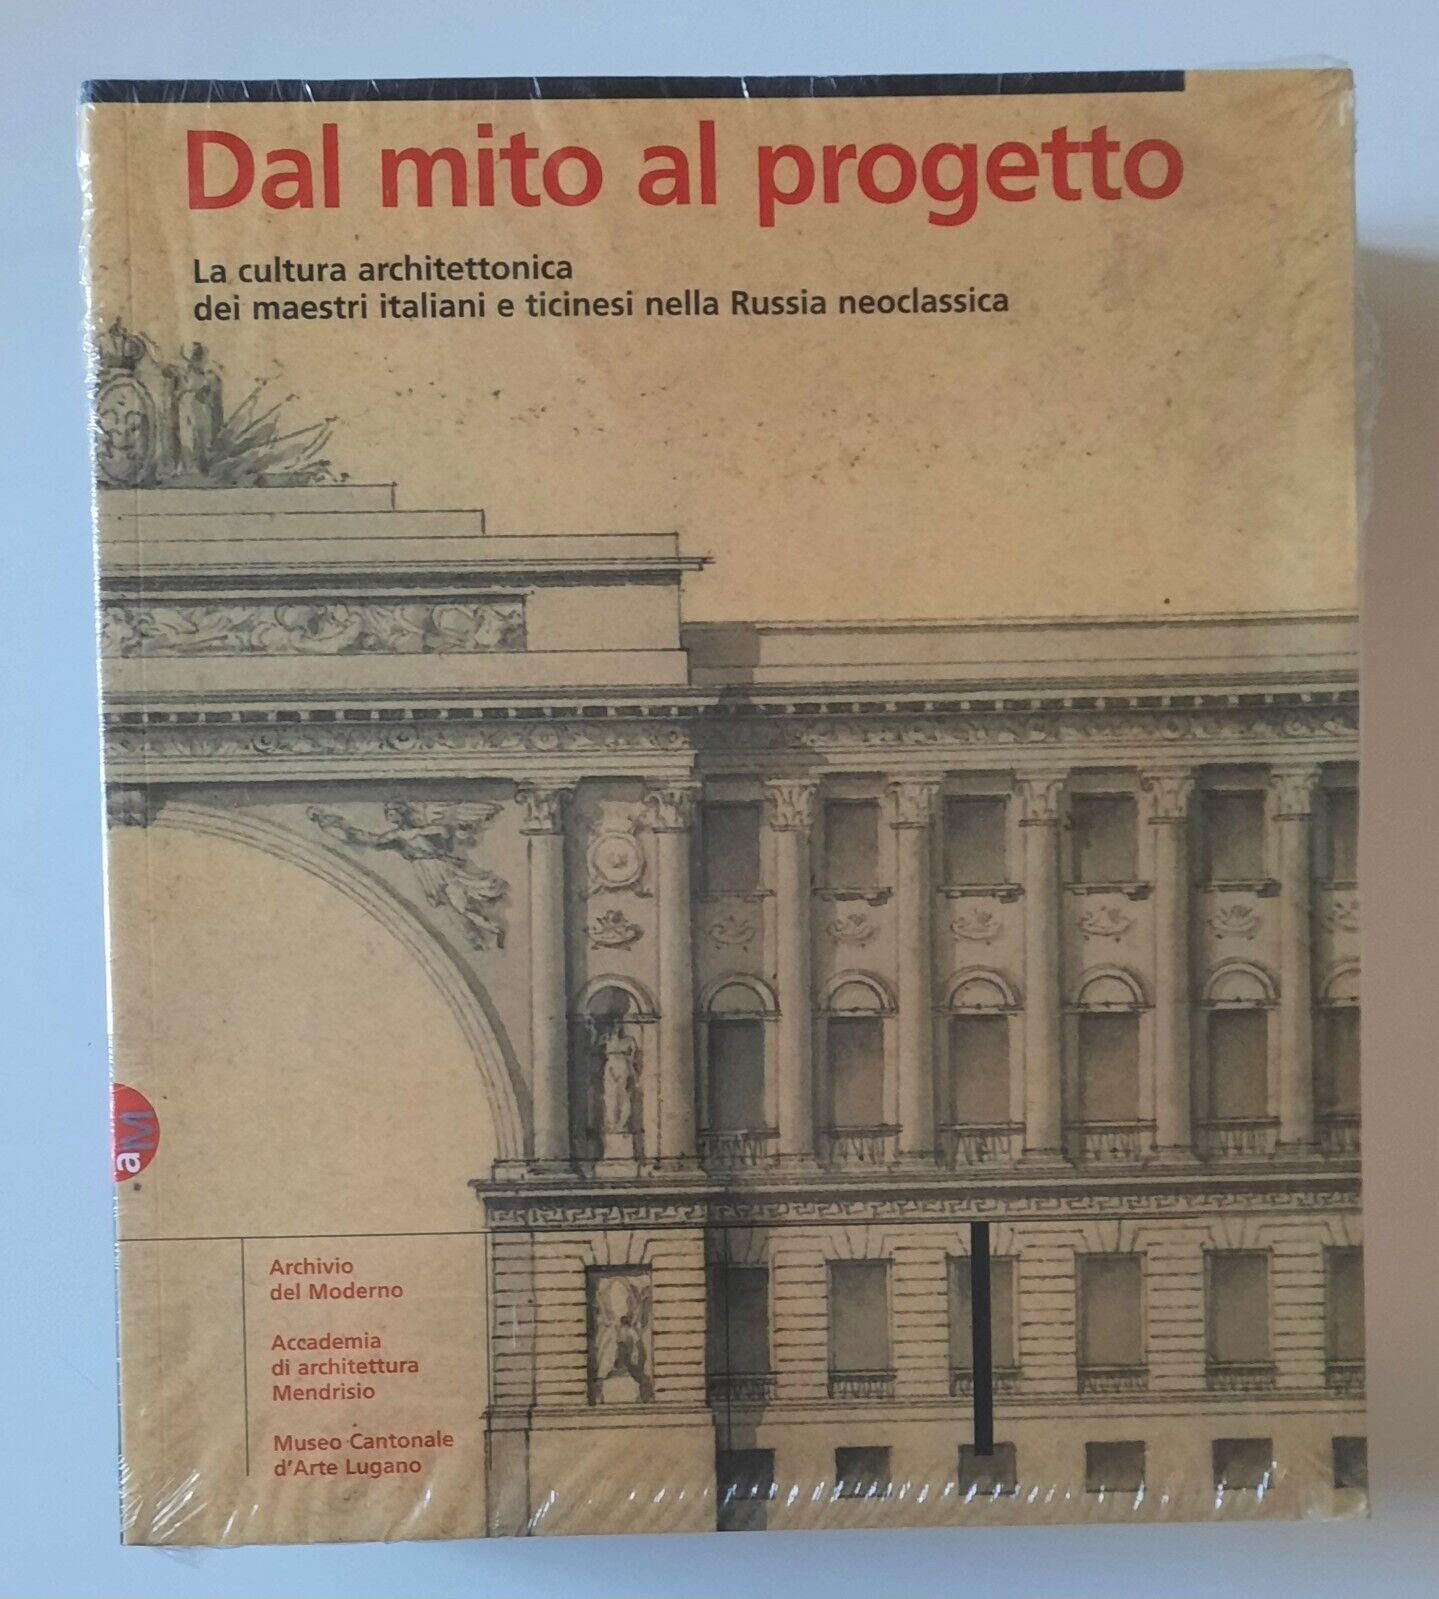 Dal mito al progetto
La cultura architettonica
dei maestri italiani e ticinesi nella Russia neoclassica
aM
Archivio
del Moderno
Accademia
di architettura
Mendrisio
Museo Cantonale
d'Arte Lugano